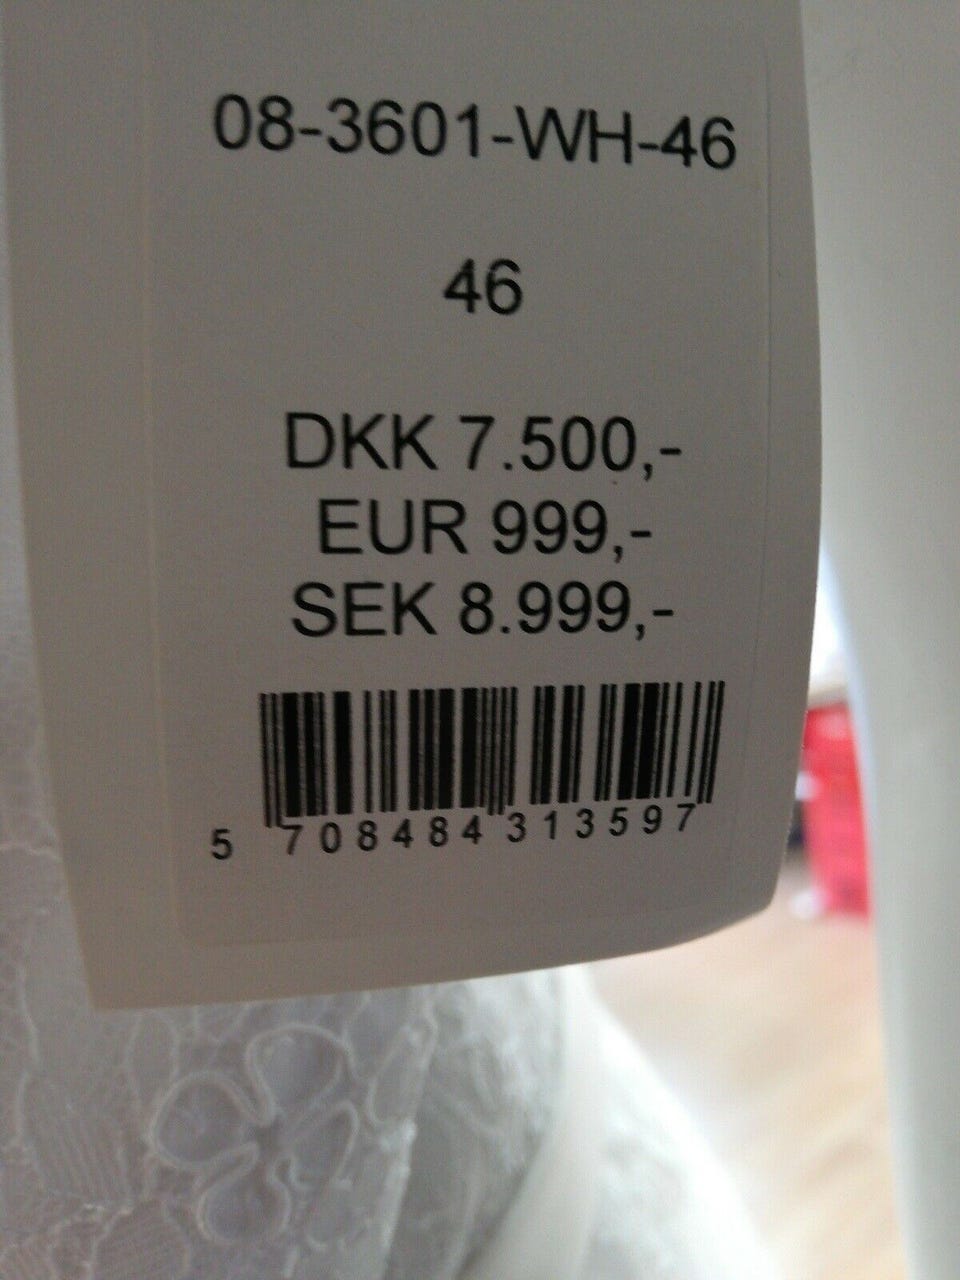 08-3601-WH-46
46
DKK 7.500,-
EUR 999,-
SEK 8.999,-
5 708484 313597